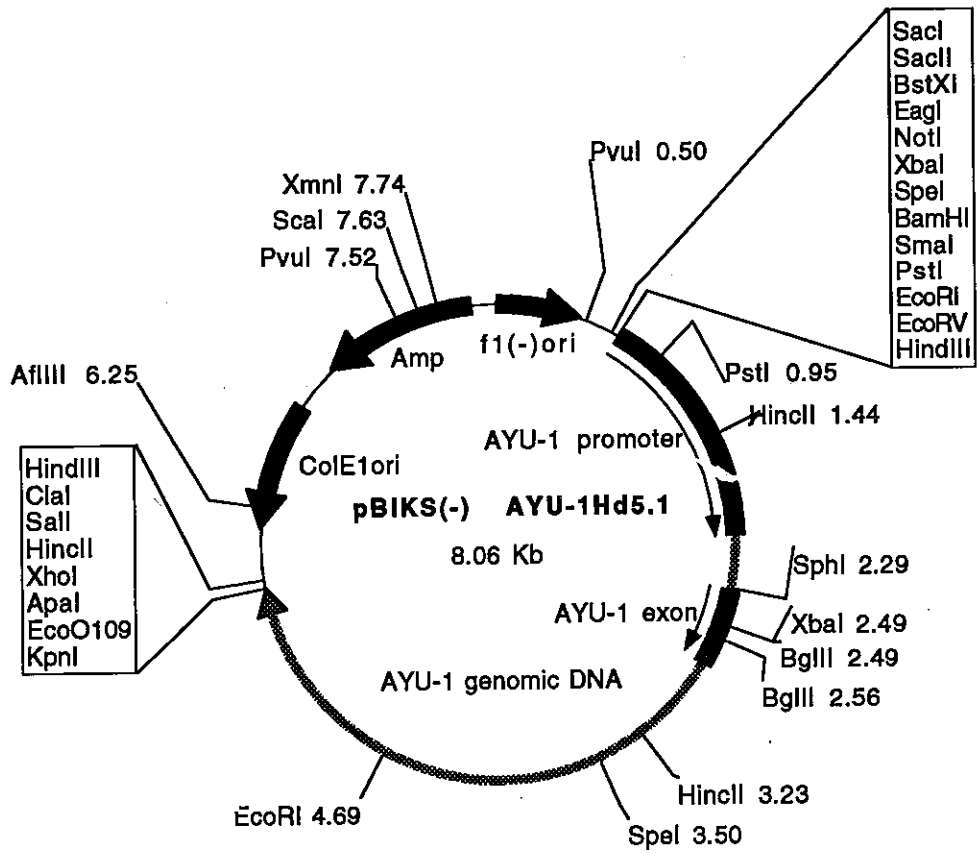 SacI
SacII
BstXI
EagI
NotI
XbaI
SpeI
BamHI
SmaI
PstI
EcoRI
EcoRV
HindIII
PvuI 0.50
XmnI 7.74
ScaI 7.63
PvuI 7.52
Amp
f1(-)ori
PstI 0.95
HincII 1.44
AflIII 6.25
ColE1ori
AYU-1 promoter
HindIII
ClaI
SalI
HincII
XhoI
ApaI
EcoO109
KpnI
pBIKS(-) AYU-1Hd5.1
8.06 Kb
SphI 2.29
AYU-1 exon
XbaI 2.49
BglII 2.49
BglII 2.56
AYU-1 genomic DNA
HincII 3.23
EcoRI 4.69
SpeI 3.50